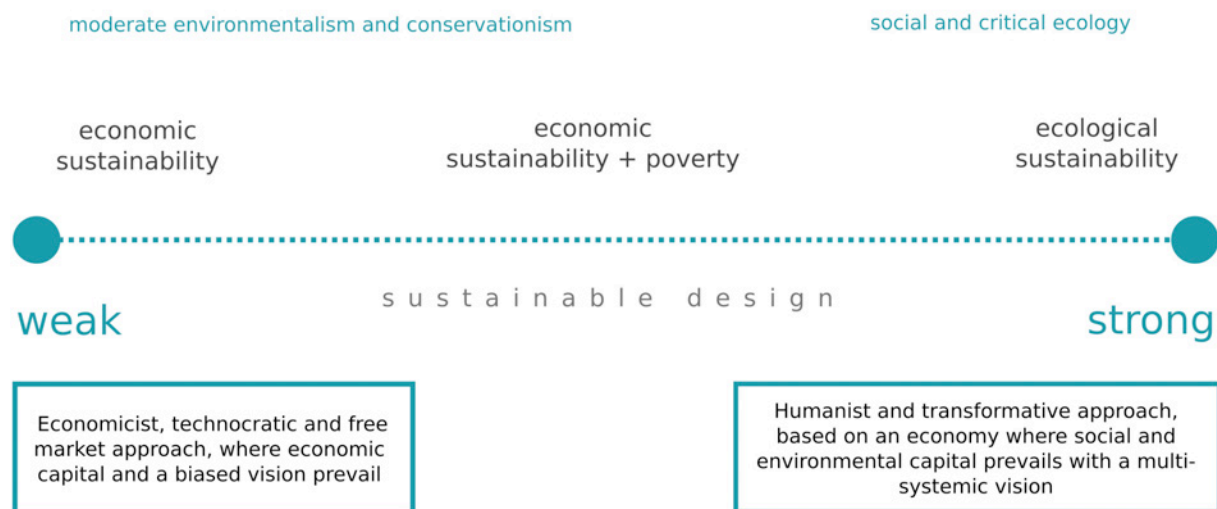 moderate environmentalism and conservationism
social and critical ecology
economic
sustainability
economic
sustainability + poverty
ecological
sustainability
sustainable design
weak
strong
Economicist, technocratic and free
market approach, where economic
capital and a biased vision prevail
Humanist and transformative approach,
based on an economy where social and
environmental capital prevails with a multi-
systemic vision